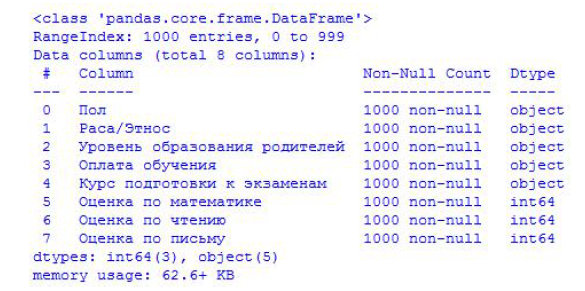 <class 'pandas.core.frame.DataFrame'>
RangeIndex: 1000 entries, 0 to 999
Data columns (total 8 columns):
 #   Column                       Non-Null Count  Dtype
---  ------                       --------------  -----
 0   Пол                          1000 non-null   object
 1   Раса/Этнос                   1000 non-null   object
 2   Уровень образования родителей 1000 non-null   object
 3   Оплата обучения              1000 non-null   object
 4   Курс подготовки к экзаменам  1000 non-null   object
 5   Оценка по математике         1000 non-null   int64
 6   Оценка по чтению             1000 non-null   int64
 7   Оценка по письму             1000 non-null   int64
dtypes: int64(3), object(5)
memory usage: 62.6+ KB